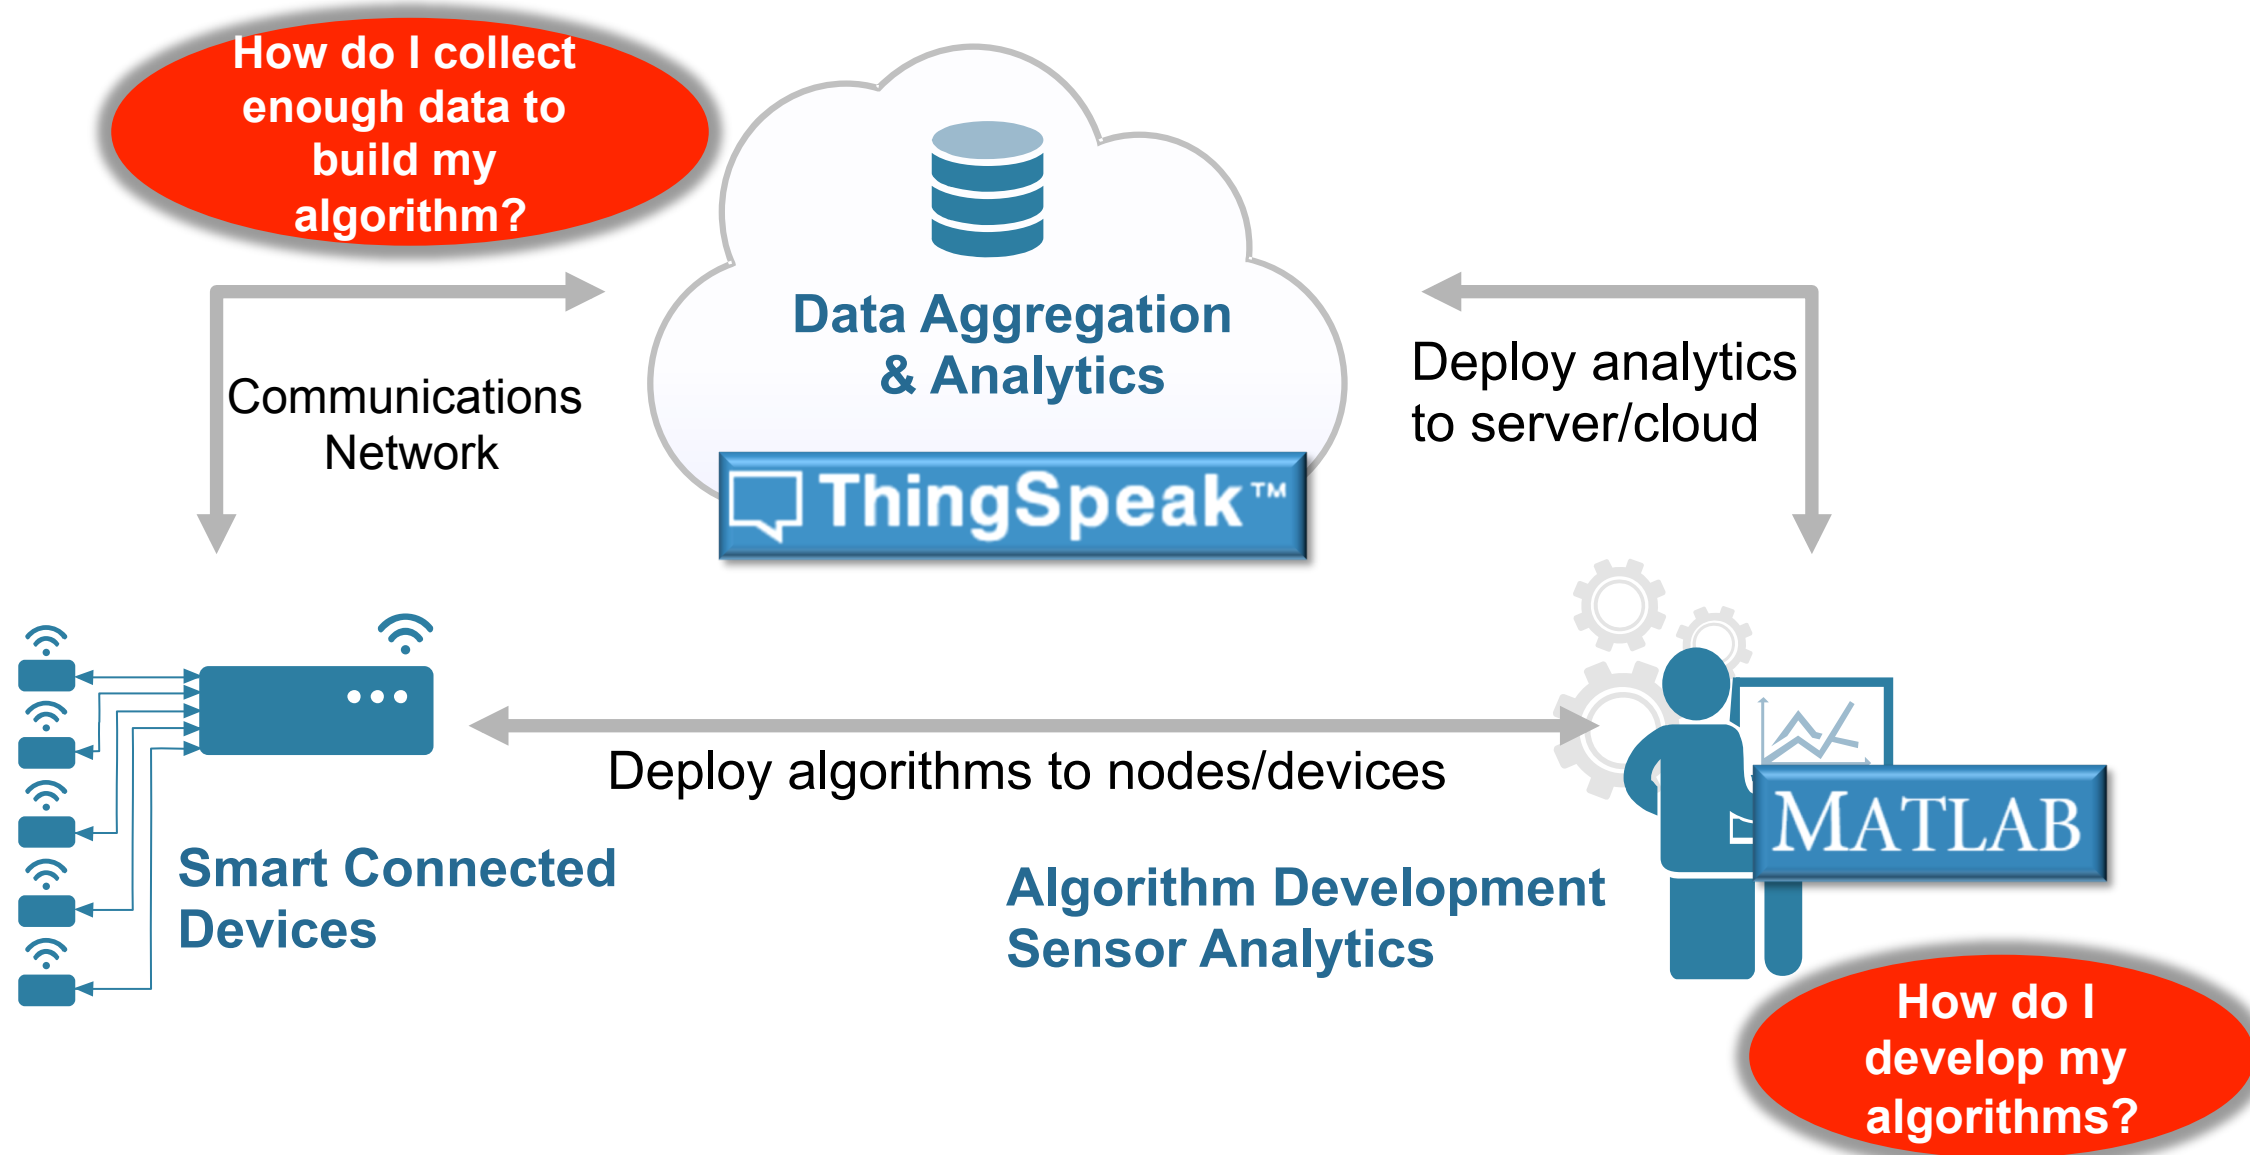 How do I collect
enough data to
build my
algorithm?
Data Aggregation
& Analytics
ThingSpeak™
Communications
Network
Deploy analytics
to server/cloud
Deploy algorithms to nodes/devices
Smart Connected
Devices
Algorithm Development
Sensor Analytics
MATLAB
How do I
develop my
algorithms?